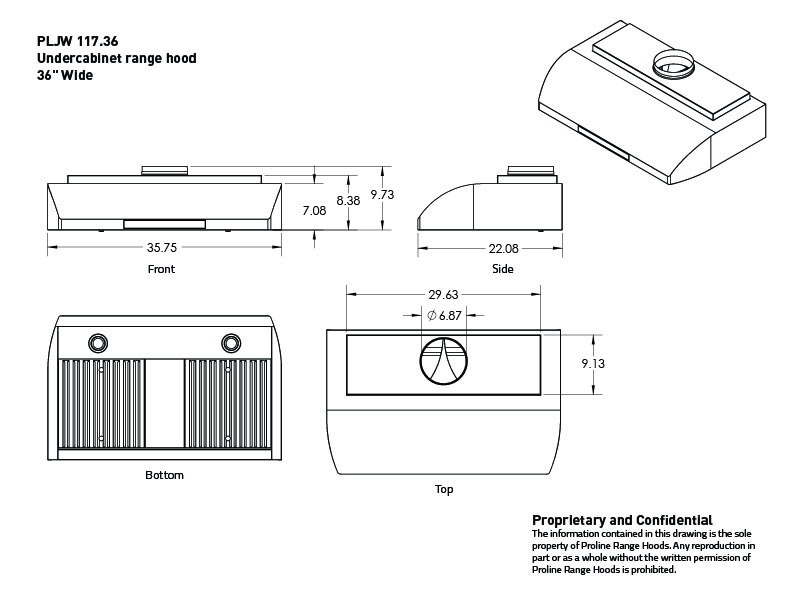 PLJW 117.36
Undercabinet range hood
36" Wide
7.08
8.38
9.73
35.75
Front
22.08
Side
29.63
Ø 6.87
9.13
Bottom
Top
Proprietary and Confidential
The information contained in this drawing is the sole
property of Proline Range Hoods. Any reproduction in
part or as a whole without the written permission of
Proline Range Hoods is prohibited.